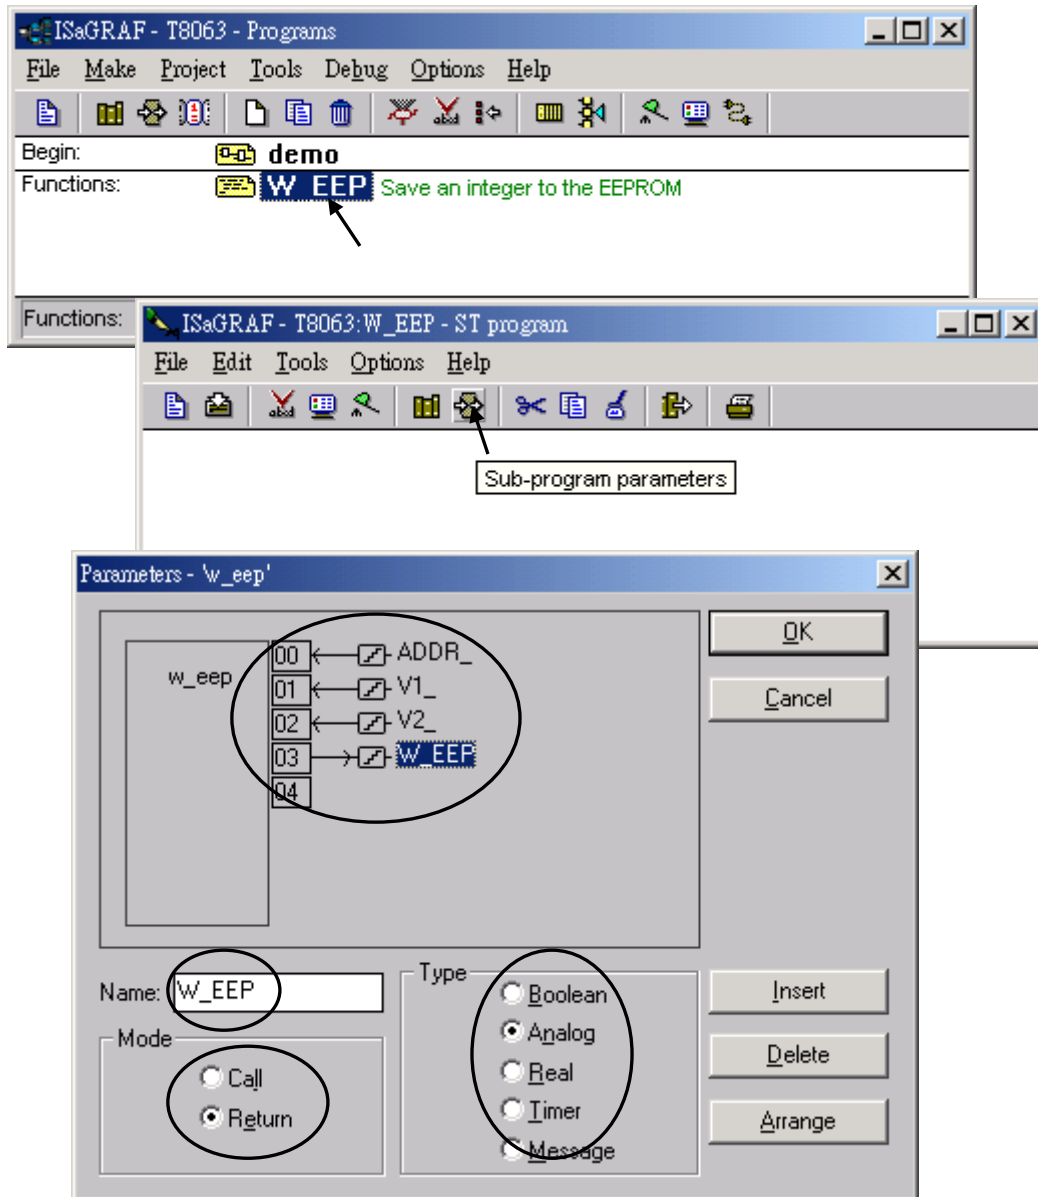 ISaGRAF - T8063 - Programs
File Make Project Tools Debug Options Help
Begin: demo
Functions: W_EEP Save an integer to the EEPROM
Functions:
ISaGRAF - T8063:W_EEP - ST program
File Edit Tools Options Help
Sub-program parameters
Parameters - 'w_eep'
w_eep
00 ADDR_
01 V1_
02 V2_
03 W_EEP
04
OK
Cancel
Name: W_EEP
Mode
Call
Return
Type
Boolean
Analog
Real
Timer
Message
Insert
Delete
Arrange